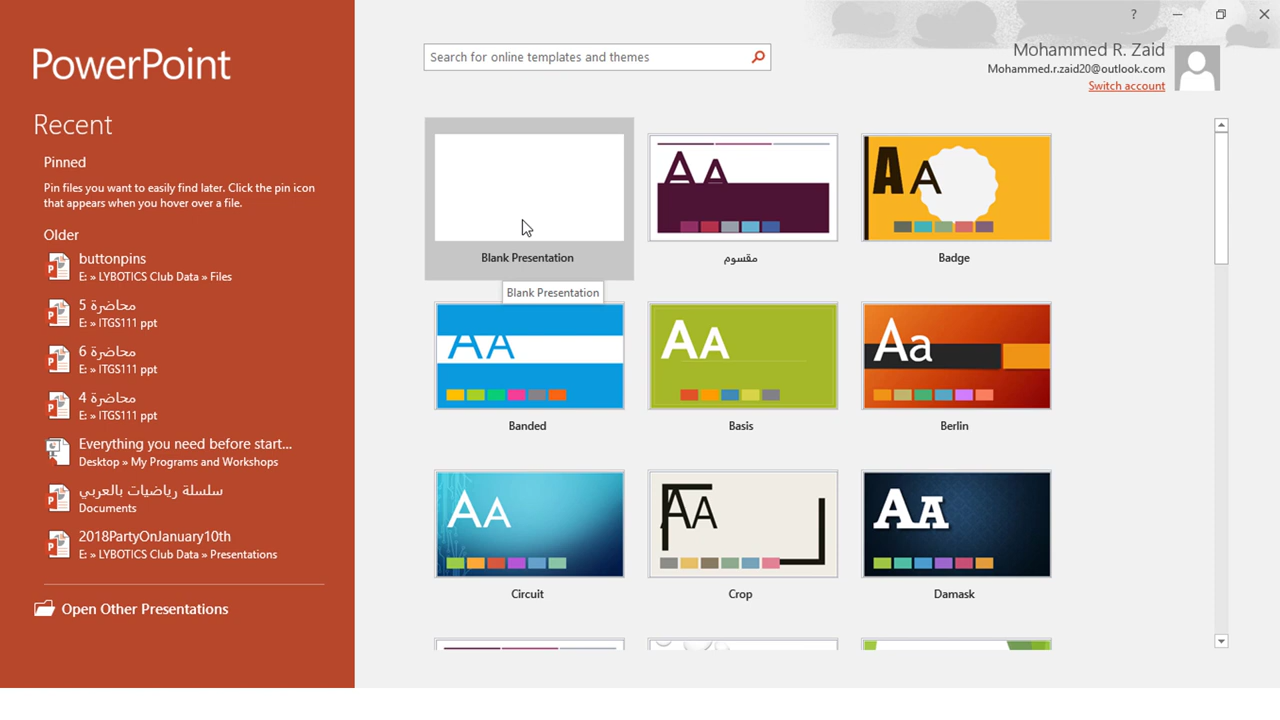 PowerPoint
Recent
Pinned
Pin files you want to easily find later. Click the pin icon
that appears when you hover over a file.
Older
buttonpins
E: » LYBOTICS Club Data » Files
محاضرة 5
E: » ITGS111 ppt
محاضرة 6
E: » ITGS111 ppt
محاضرة 4
E: » ITGS111 ppt
Everything you need before start...
Desktop » My Programs and Workshops
سلسلة رياضيات بالعربي
Documents
2018PartyOnJanuary10th
E: » LYBOTICS Club Data » Presentations
Open Other Presentations
Search for online templates and themes
?
Mohammed R. Zaid
Mohammed.r.zaid20@outlook.com
Switch account
Blank Presentation
Blank Presentation
AA
مقسوم
AA
Badge
AA
Banded
AA
Basis
Aa
Berlin
AA
Circuit
AA
Crop
AA
Damask